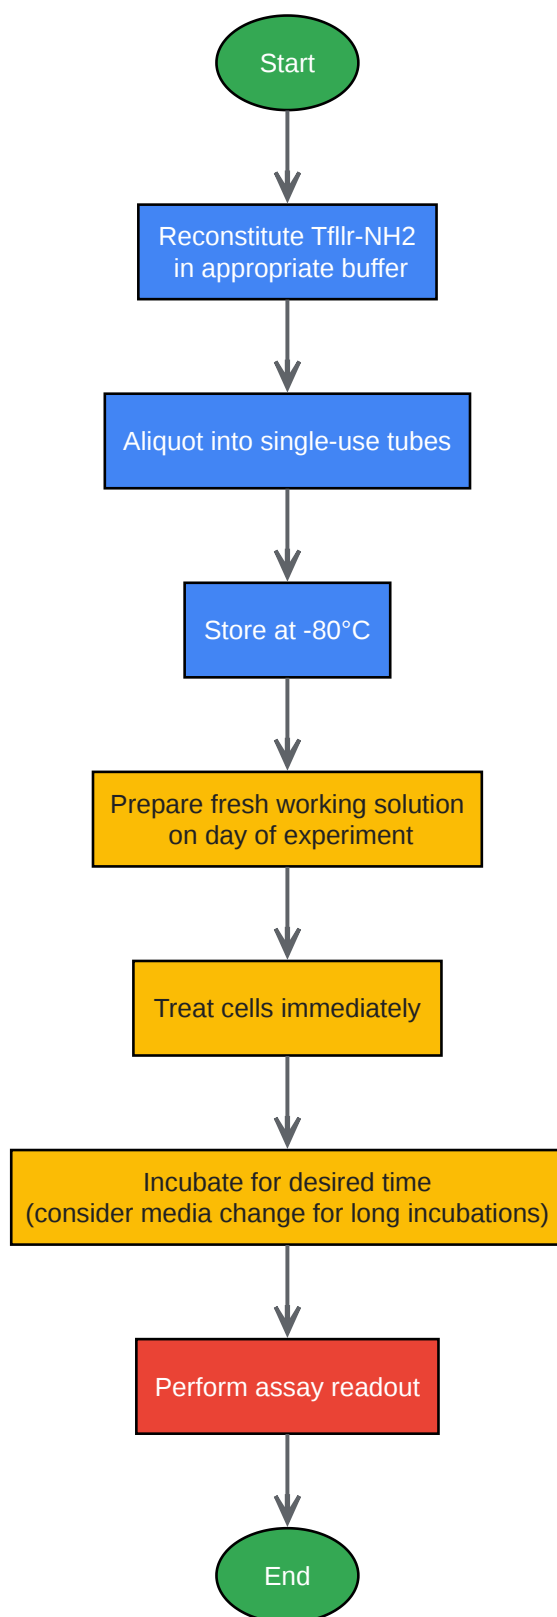 Start
Reconstitute Tfllr-NH2
in appropriate buffer
Aliquot into single-use tubes
Store at -80°C
Prepare fresh working solution
on day of experiment
Treat cells immediately
Incubate for desired time
(consider media change for long incubations)
Perform assay readout
End